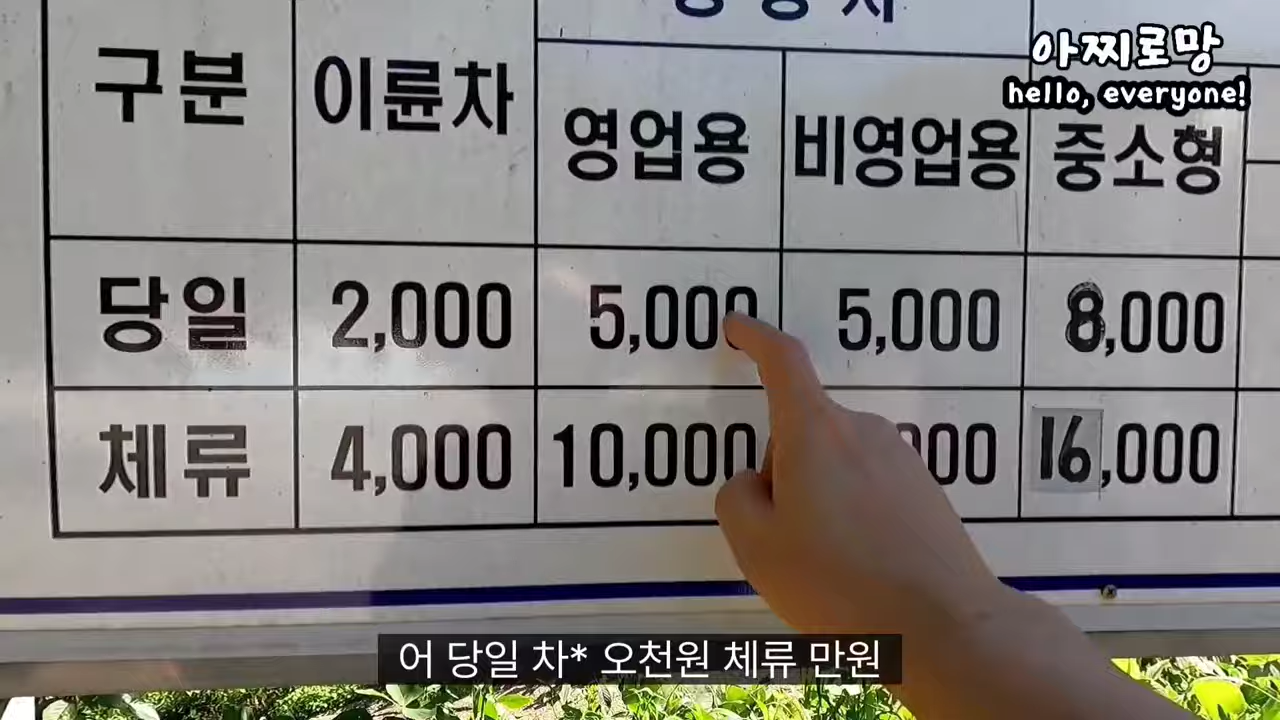 아찌로망
hello, everyone!
구분 이륜차 영업용 비영업용 중소형
당일 2,000 5,000 5,000 8,000
체류 4,000 10,000 000 16,000
어 당일 차* 오천원 체류 만원